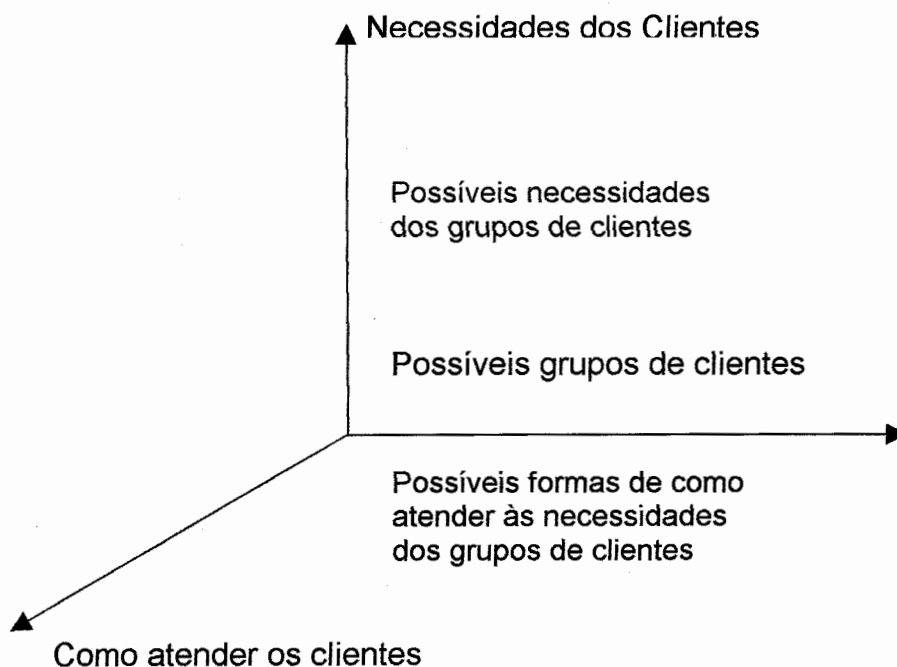 Necessidades dos Clientes
Possíveis necessidades
dos grupos de clientes
Possíveis grupos de clientes
Possíveis formas de como
atender às necessidades
dos grupos de clientes
Como atender os clientes